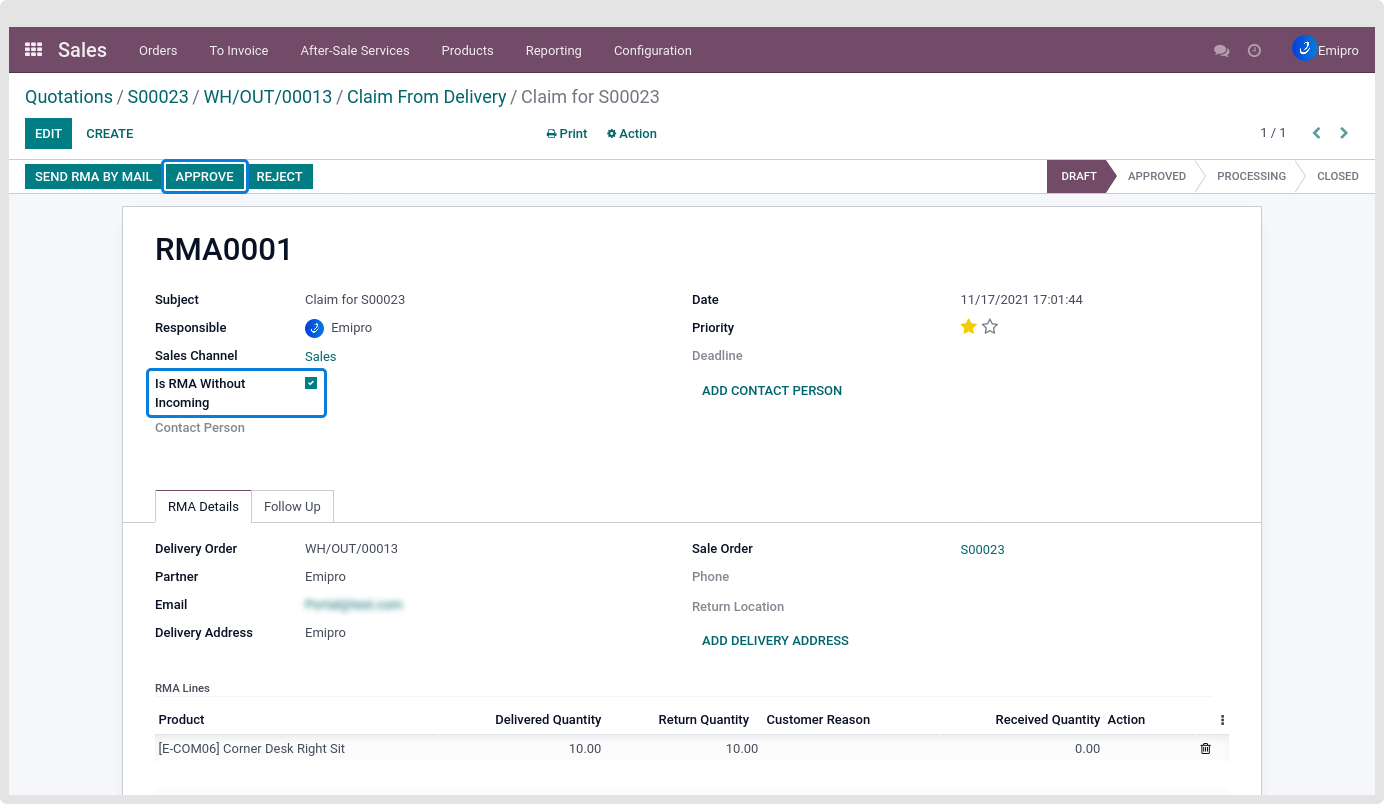 Sales Orders To Invoice After-Sale Services Products Reporting Configuration Emipro
Quotations / S00023 / WH/OUT/00013 / Claim From Delivery / Claim for S00023
EDIT CREATE Print Action 1 / 1
SEND RMA BY MAIL APPROVE REJECT DRAFT APPROVED PROCESSING CLOSED
RMA0001
Subject Claim for S00023 Date 11/17/2021 17:01:44
Responsible Emipro Priority
Sales Channel Sales Deadline
Is RMA Without
Incoming
ADD CONTACT PERSON
Contact Person
RMA Details Follow Up
Delivery Order WH/OUT/00013 Sale Order S00023
Partner Emipro Phone
Email Return Location
Delivery Address Emipro ADD DELIVERY ADDRESS
RMA Lines
Product Delivered Quantity Return Quantity Customer Reason Received Quantity Action
[E-COM06] Corner Desk Right Sit 10.00 10.00 0.00